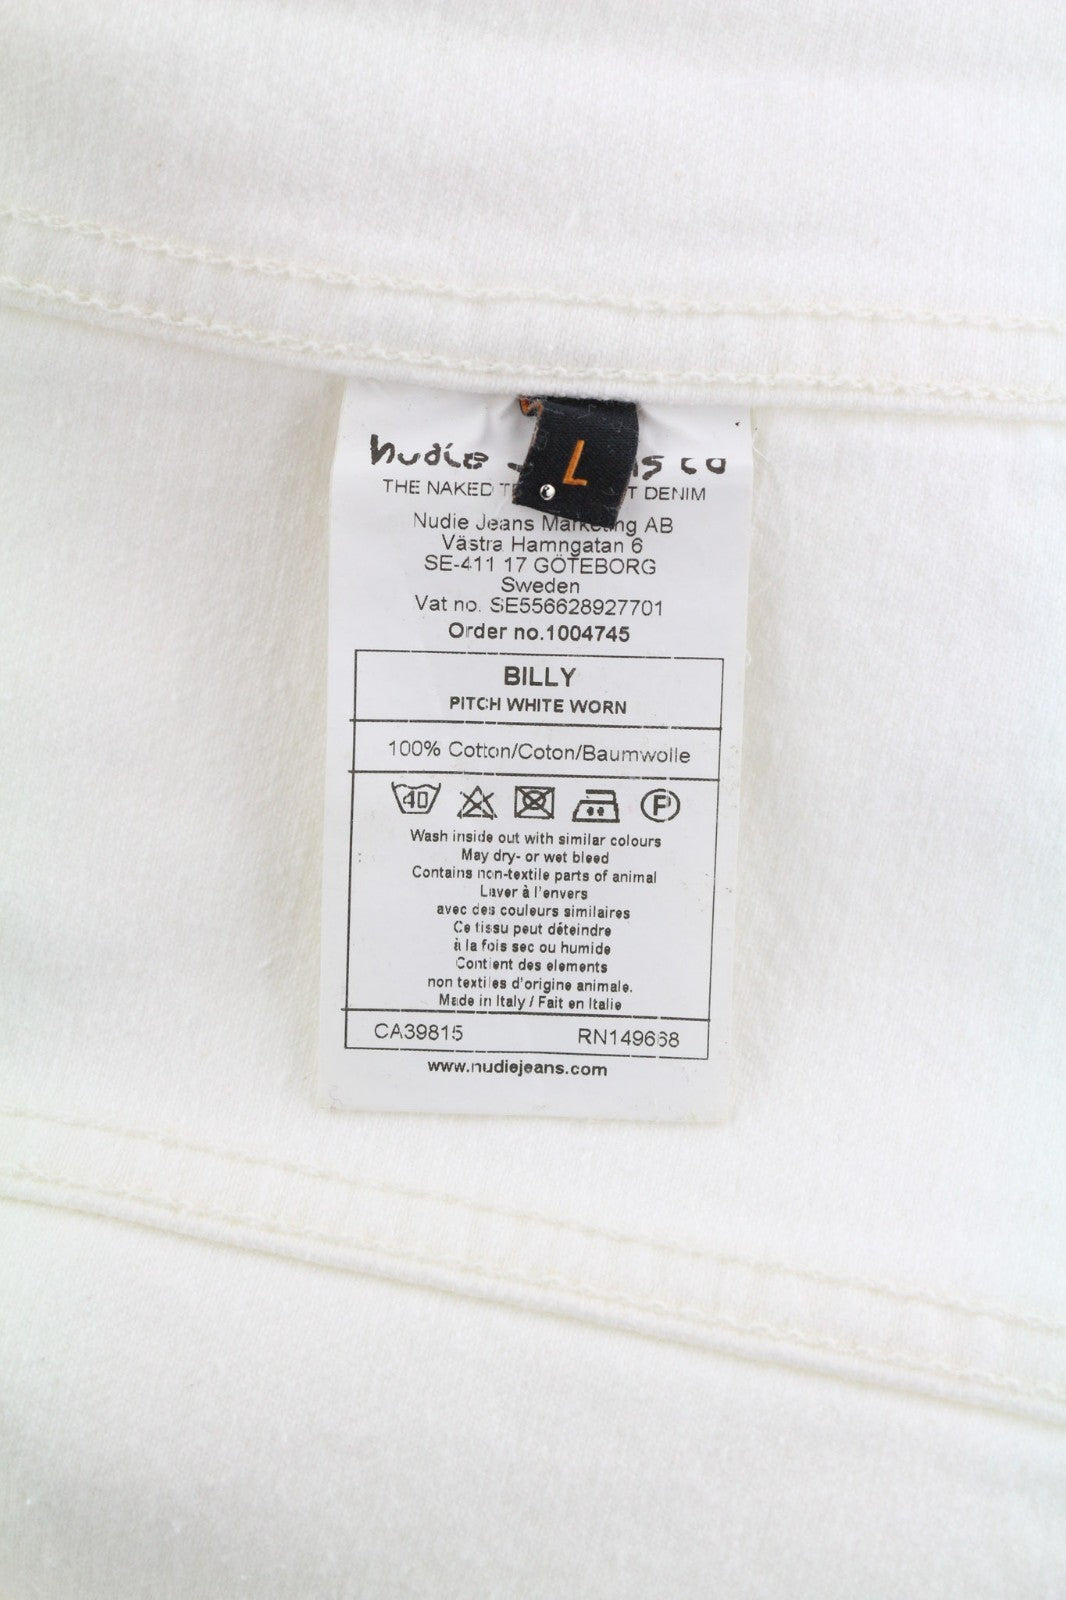 nudie
co
L
THE NAKED DENIM
Nudie Jeans Marketing AB
Västra Hamngatan 6
SE-411 17 GÖTEBORG
Sweden
Vat no. SE556628927701
Order no.1004745
BILLY
PITCH WHITE WORN
100% Cotton/Coton/Baumwolle
40
P
Wash inside out with similar colours
May dry- or wet bleed
Contains non-textile parts of animal
Laver à l'envers
avec des couleurs similaires
Ce tissu peut déteindre
à la fois sec ou humide
Contient des elements
non textiles d'origine animale.
Made in Italy / Fait en Italie
CA39815 RN149668
www.nudiejeans.com